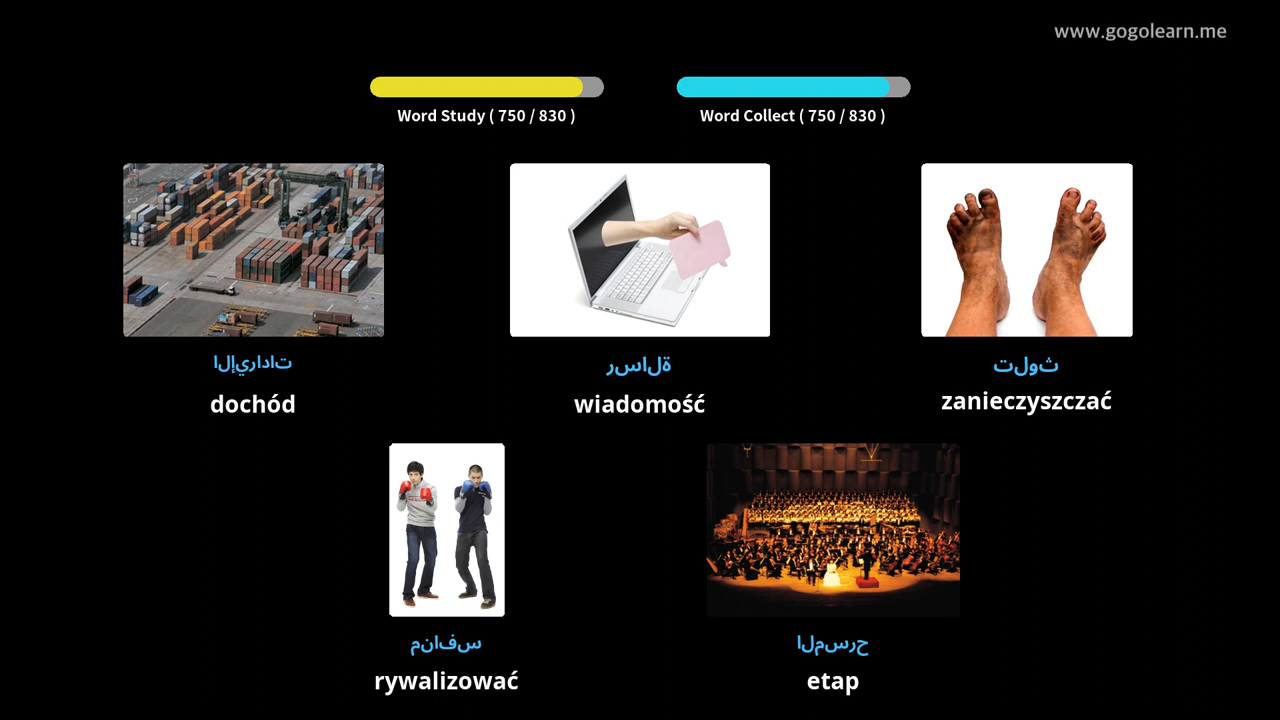 www.gogolearn.me
Word Study ( 750 / 830 )
Word Collect ( 750 / 830 )
الإيرادات
dochód
رسالة
wiadomość
تلوث
zanieczyszczać
منافس
rywalizować
المسرح
etap